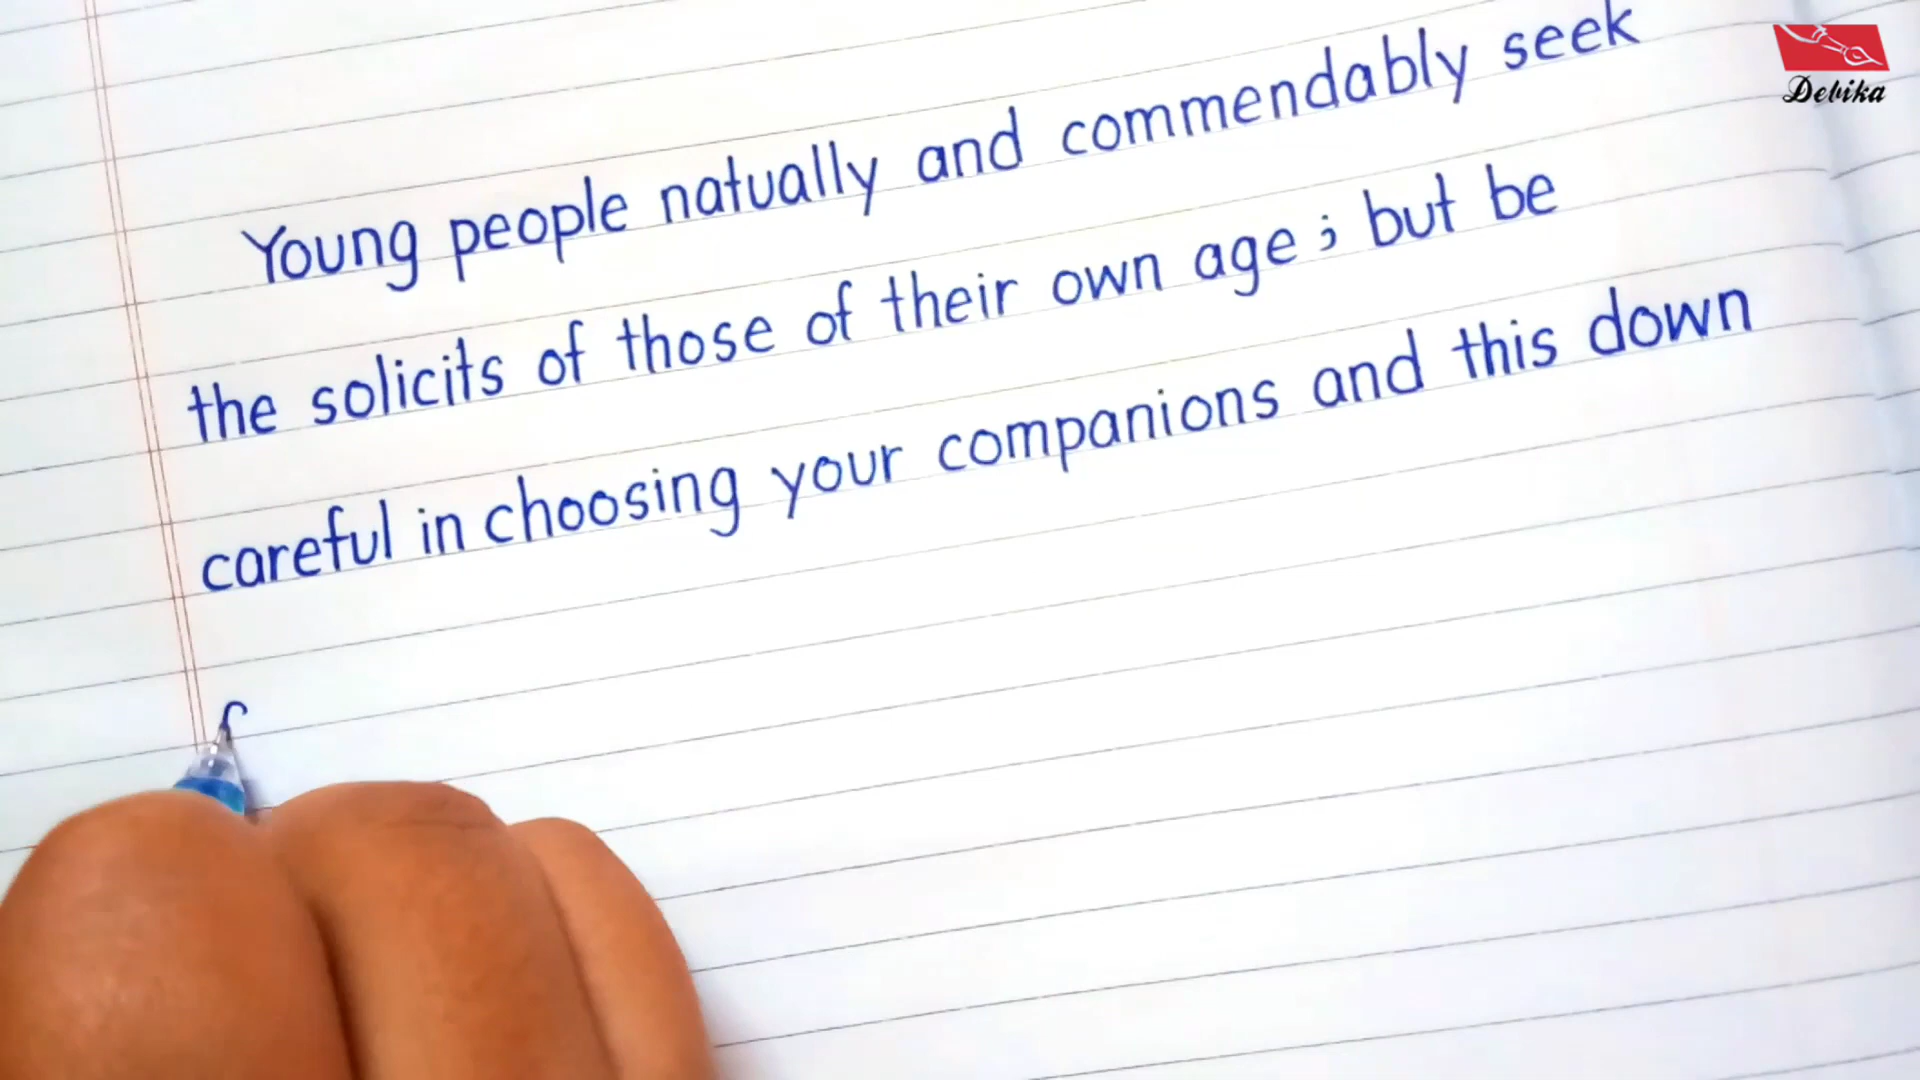 Debika
Young people natually and commendably seek
the solicits of those of their own age; but be
careful in choosing your companions and this down